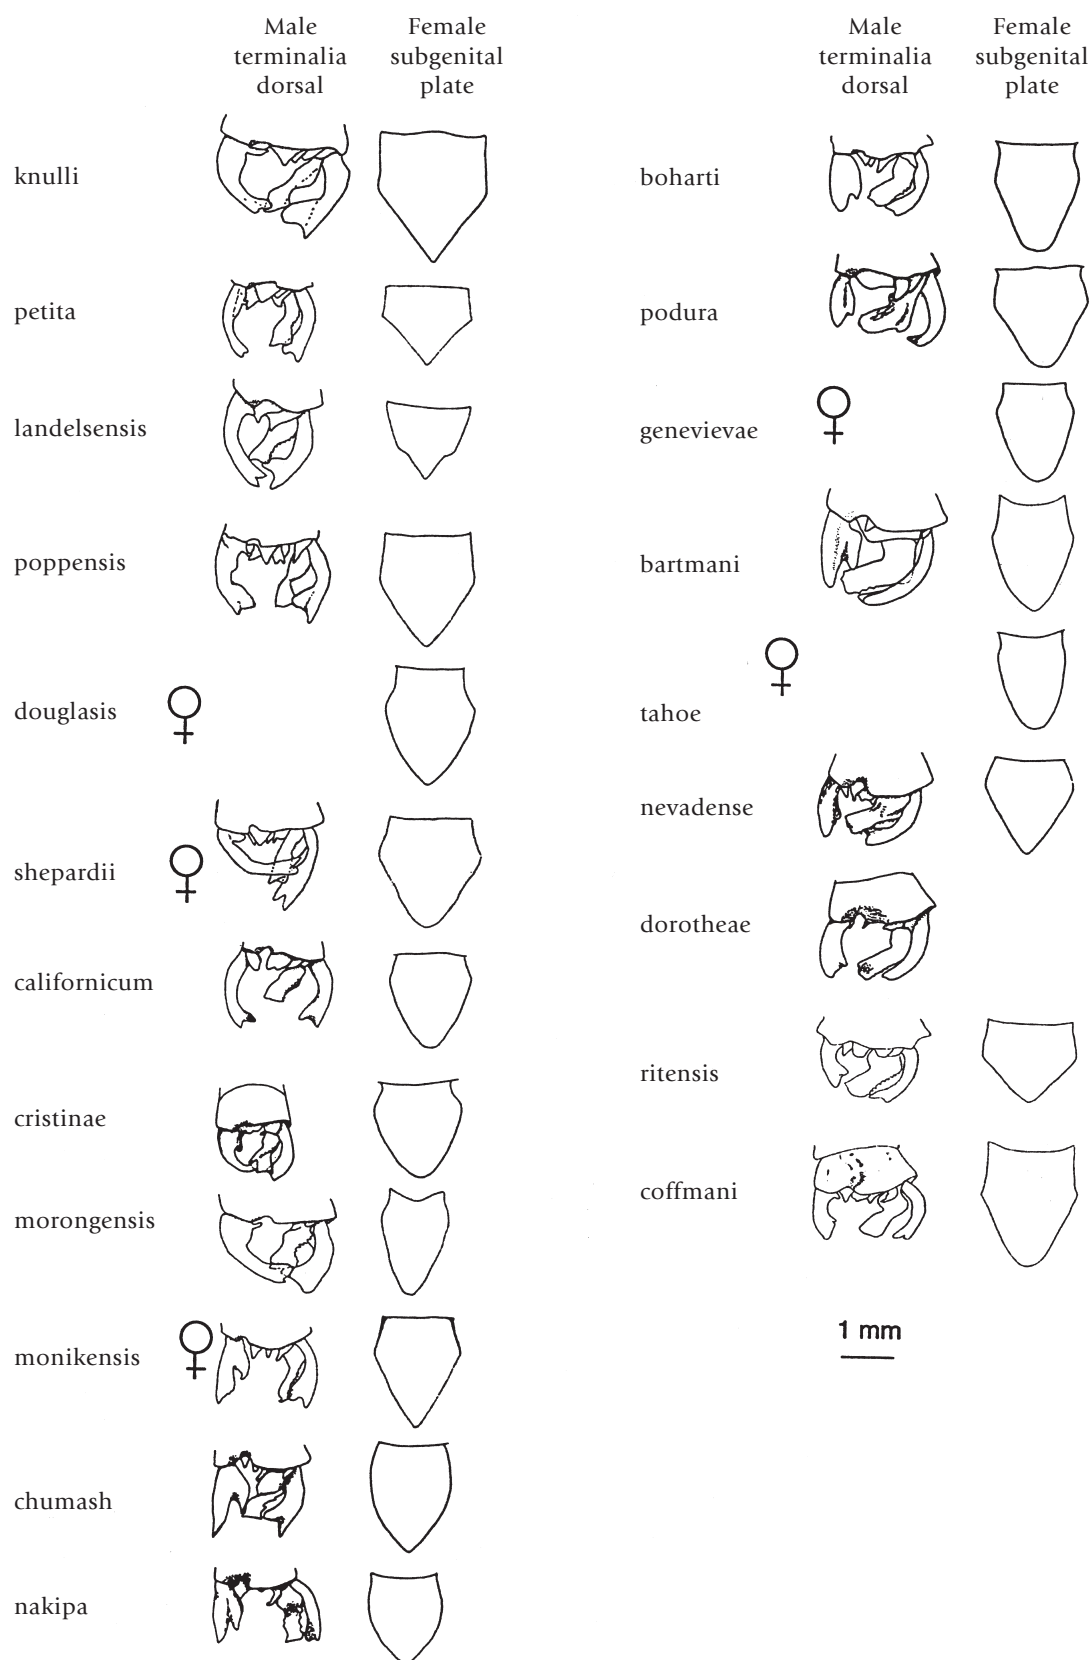 Male
terminalia
dorsal
Female
subgenital
plate
knulli
petita
landelsensis
poppensis
douglasis
shepardii
californicum
cristinae
morongensis
monikensis
chumash
nakipa
Male
terminalia
dorsal
Female
subgenital
plate
boharti
podura
genevievae
bartmani
tahoe
nevadense
dorotheae
ritensis
coffmani
1 mm